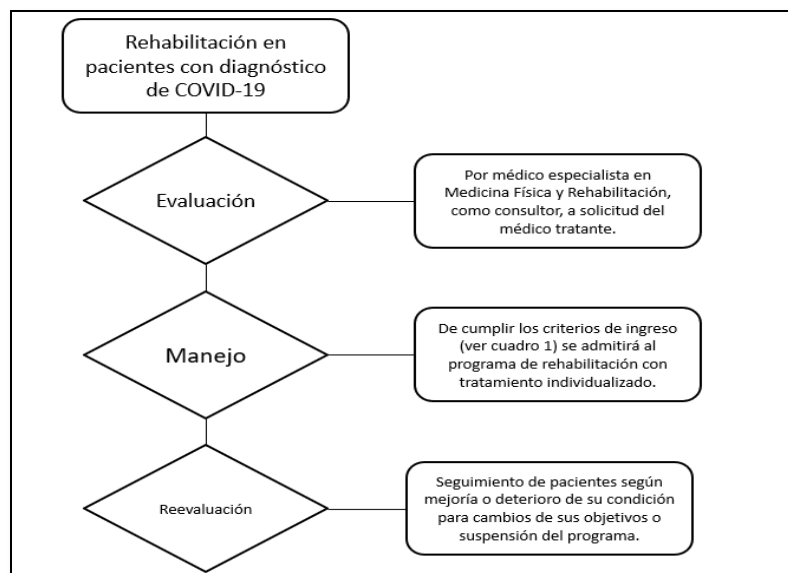 Rehabilitación en
pacientes con diagnóstico
de COVID-19
Evaluación
Por médico especialista en
Medicina Física y Rehabilitación,
como consultor, a solicitud del
médico tratante.
Manejo
De cumplir los criterios de ingreso
(ver cuadro 1) se admitirá al
programa de rehabilitación con
tratamiento individualizado.
Reevaluación
Seguimiento de pacientes según
mejoría o deterioro de su condición
para cambios de sus objetivos o
suspensión del programa.